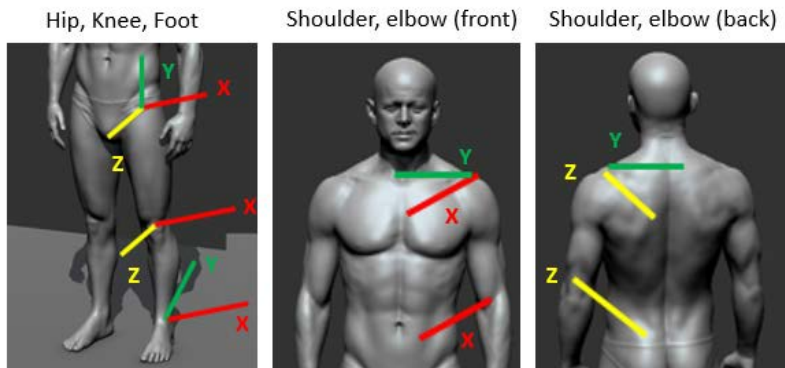 Hip, Knee, Foot
Shoulder, elbow (front)
Shoulder, elbow (back)
Y
X
Z
X
Z
Y
X
Y
X
X
Y
Z
Z